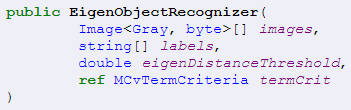 public EigenObjectRecognizer(
Image<Gray, byte>[] images,
string[] labels,
double eigenDistanceThreshold,
ref MCvTermCriteria termCrit
)